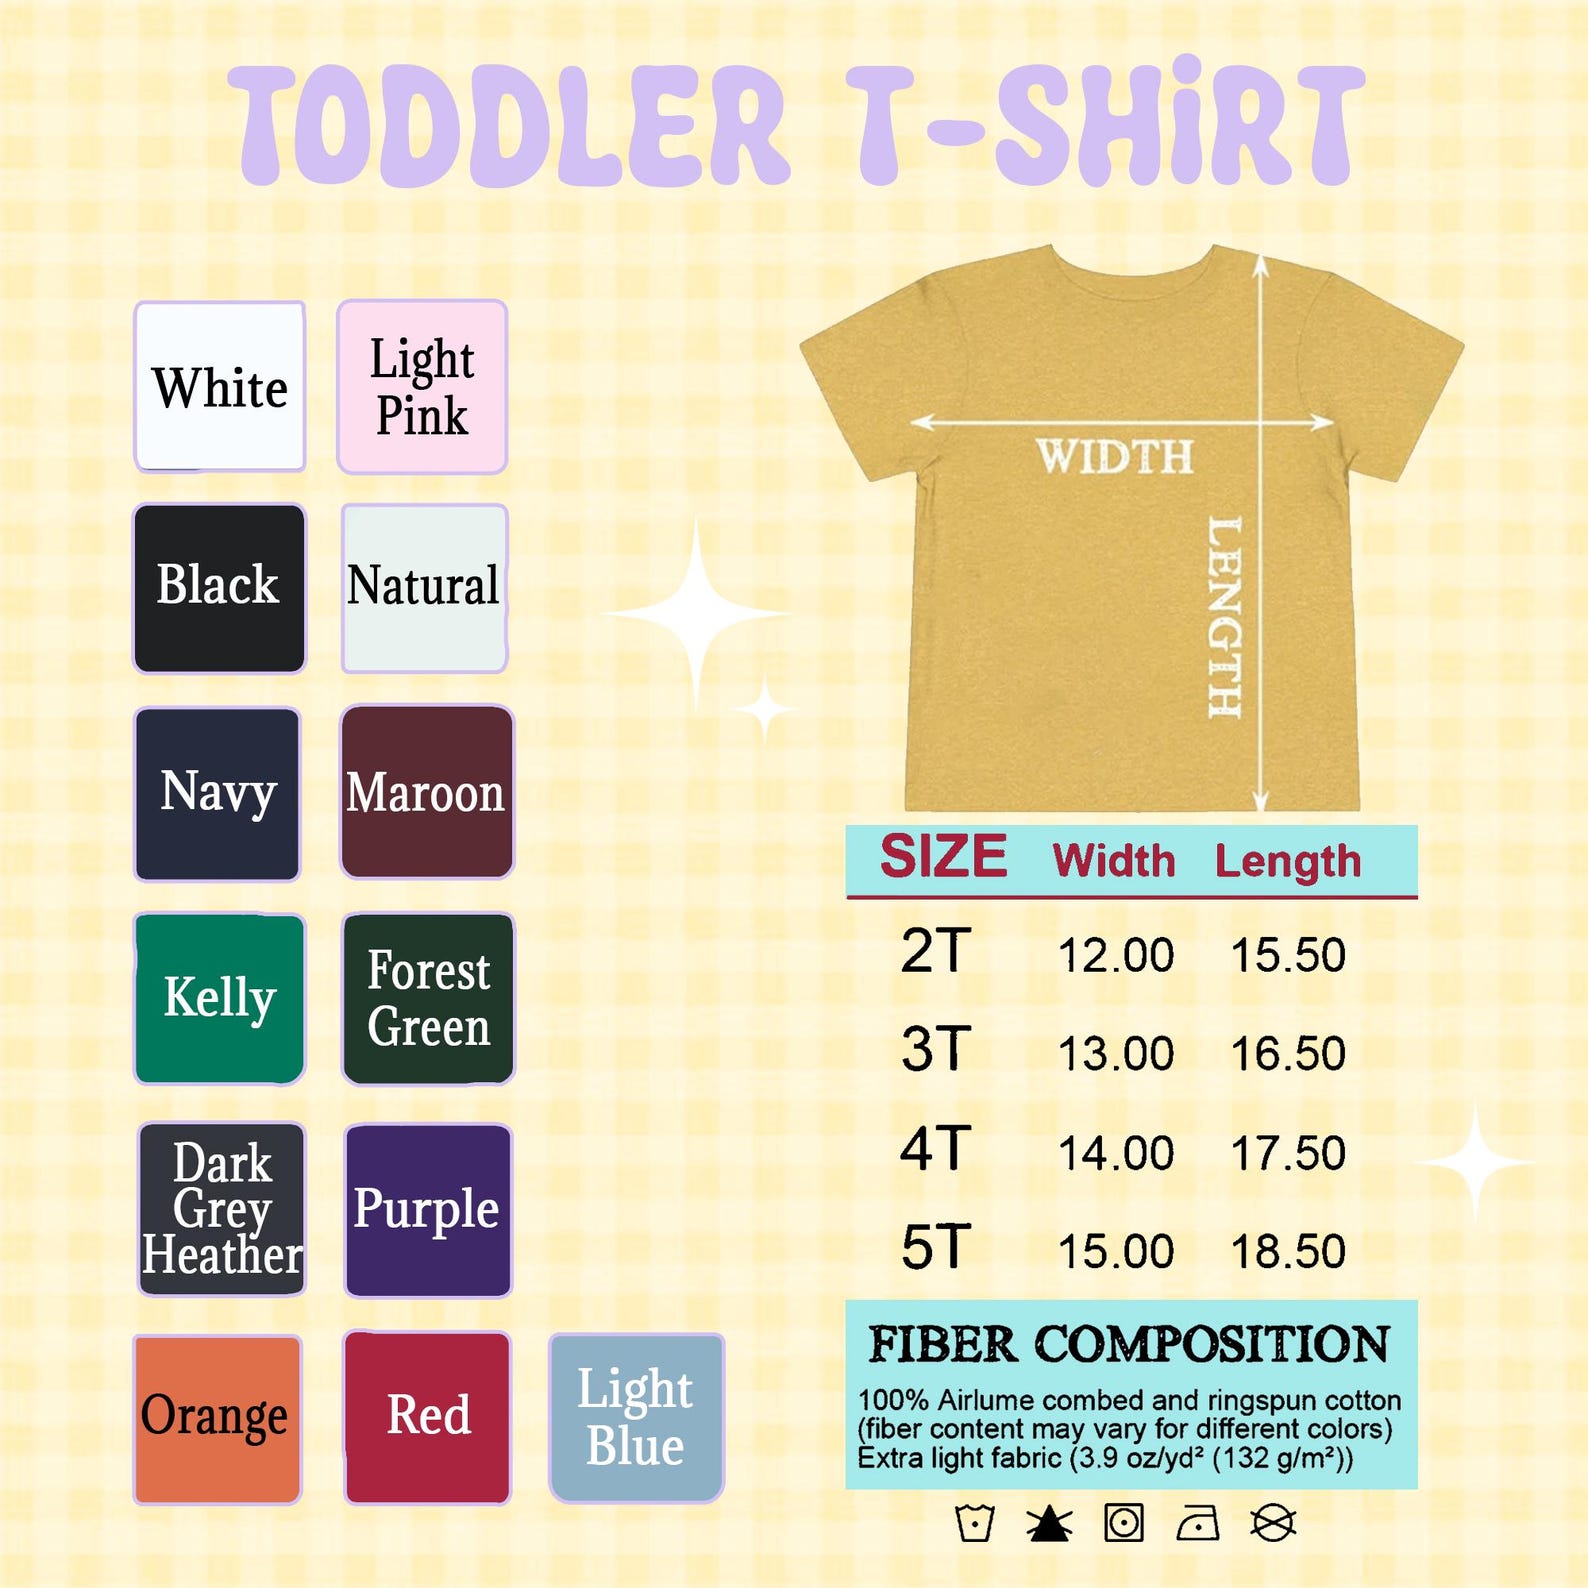 TODDLER T-SHiRT
White
Light
Pink
Black
Natural
Navy
Maroon
Kelly
Forest
Green
Dark
Grey
Heather
Purple
Orange
Red
Light
Blue
WIDTH
LENGTH
SIZE Width Length
2T 12.00 15.50
3T 13.00 16.50
4T 14.00 17.50
5T 15.00 18.50
FIBER COMPOSITION
100% Airlume combed and ringspun cotton
(fiber content may vary for different colors)
Extra light fabric (3.9 oz/yd² (132 g/m²))